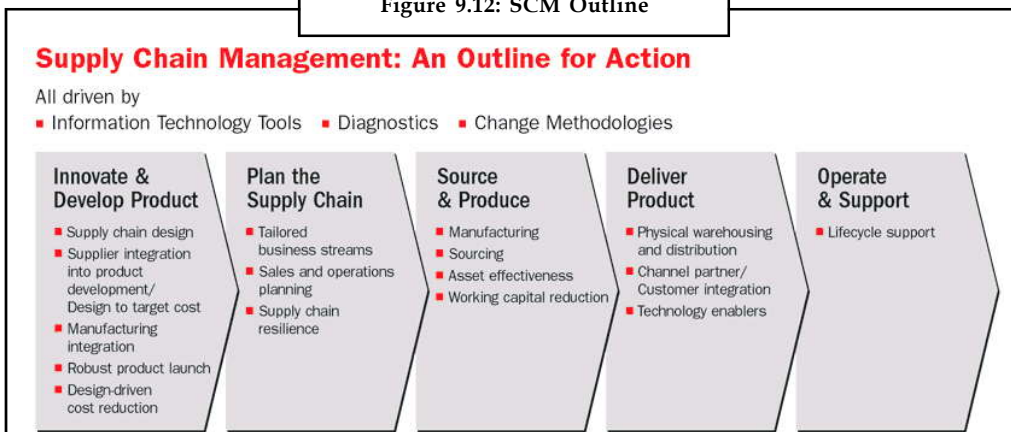 Figure 9.12: SCM Outline
Supply Chain Management: An Outline for Action
All driven by
▪ Information Technology Tools ▪ Diagnostics ▪ Change Methodologies
Innovate &
Develop Product
▪ Supply chain design
▪ Supplier integration
into product
development/
Design to target cost
▪ Manufacturing
integration
▪ Robust product launch
▪ Design-driven
cost reduction
Plan the
Supply Chain
▪ Tailored
business streams
▪ Sales and operations
planning
▪ Supply chain
resilience
Source
& Produce
▪ Manufacturing
▪ Sourcing
▪ Asset effectiveness
▪ Working capital reduction
Deliver
Product
▪ Physical warehousing
and distribution
▪ Channel partner/
Customer integration
▪ Technology enablers
Operate
& Support
▪ Lifecycle support